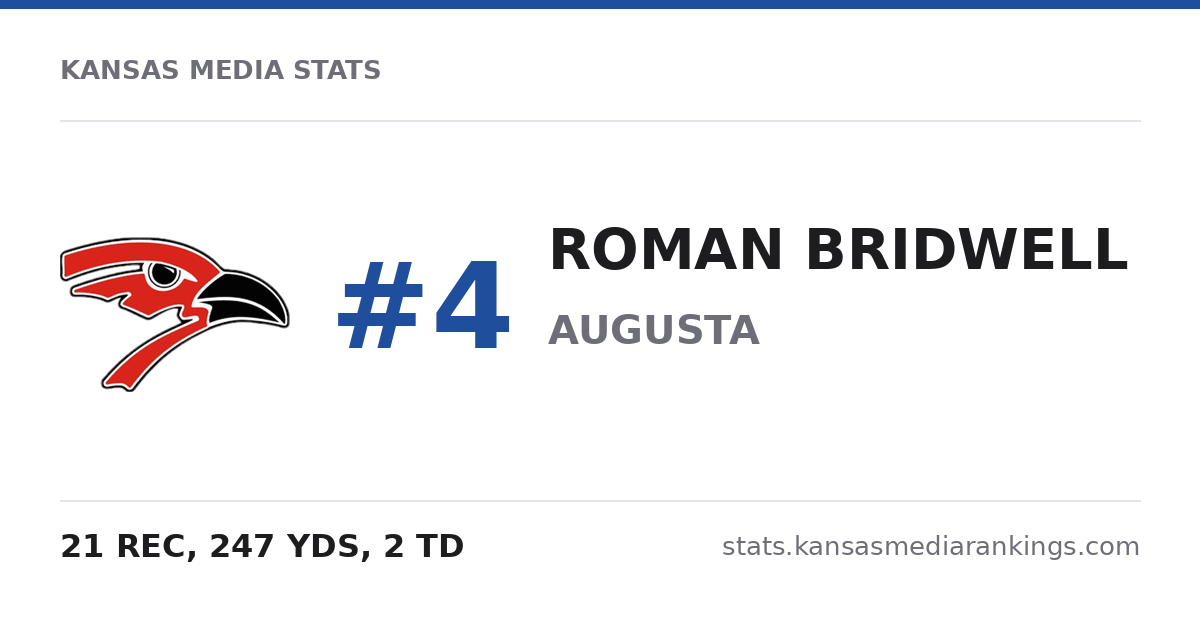 KANSAS MEDIA STATS
#4
ROMAN BRIDWELL
AUGUSTA
21 REC, 247 YDS, 2 TD
stats.kansasmediarankings.com